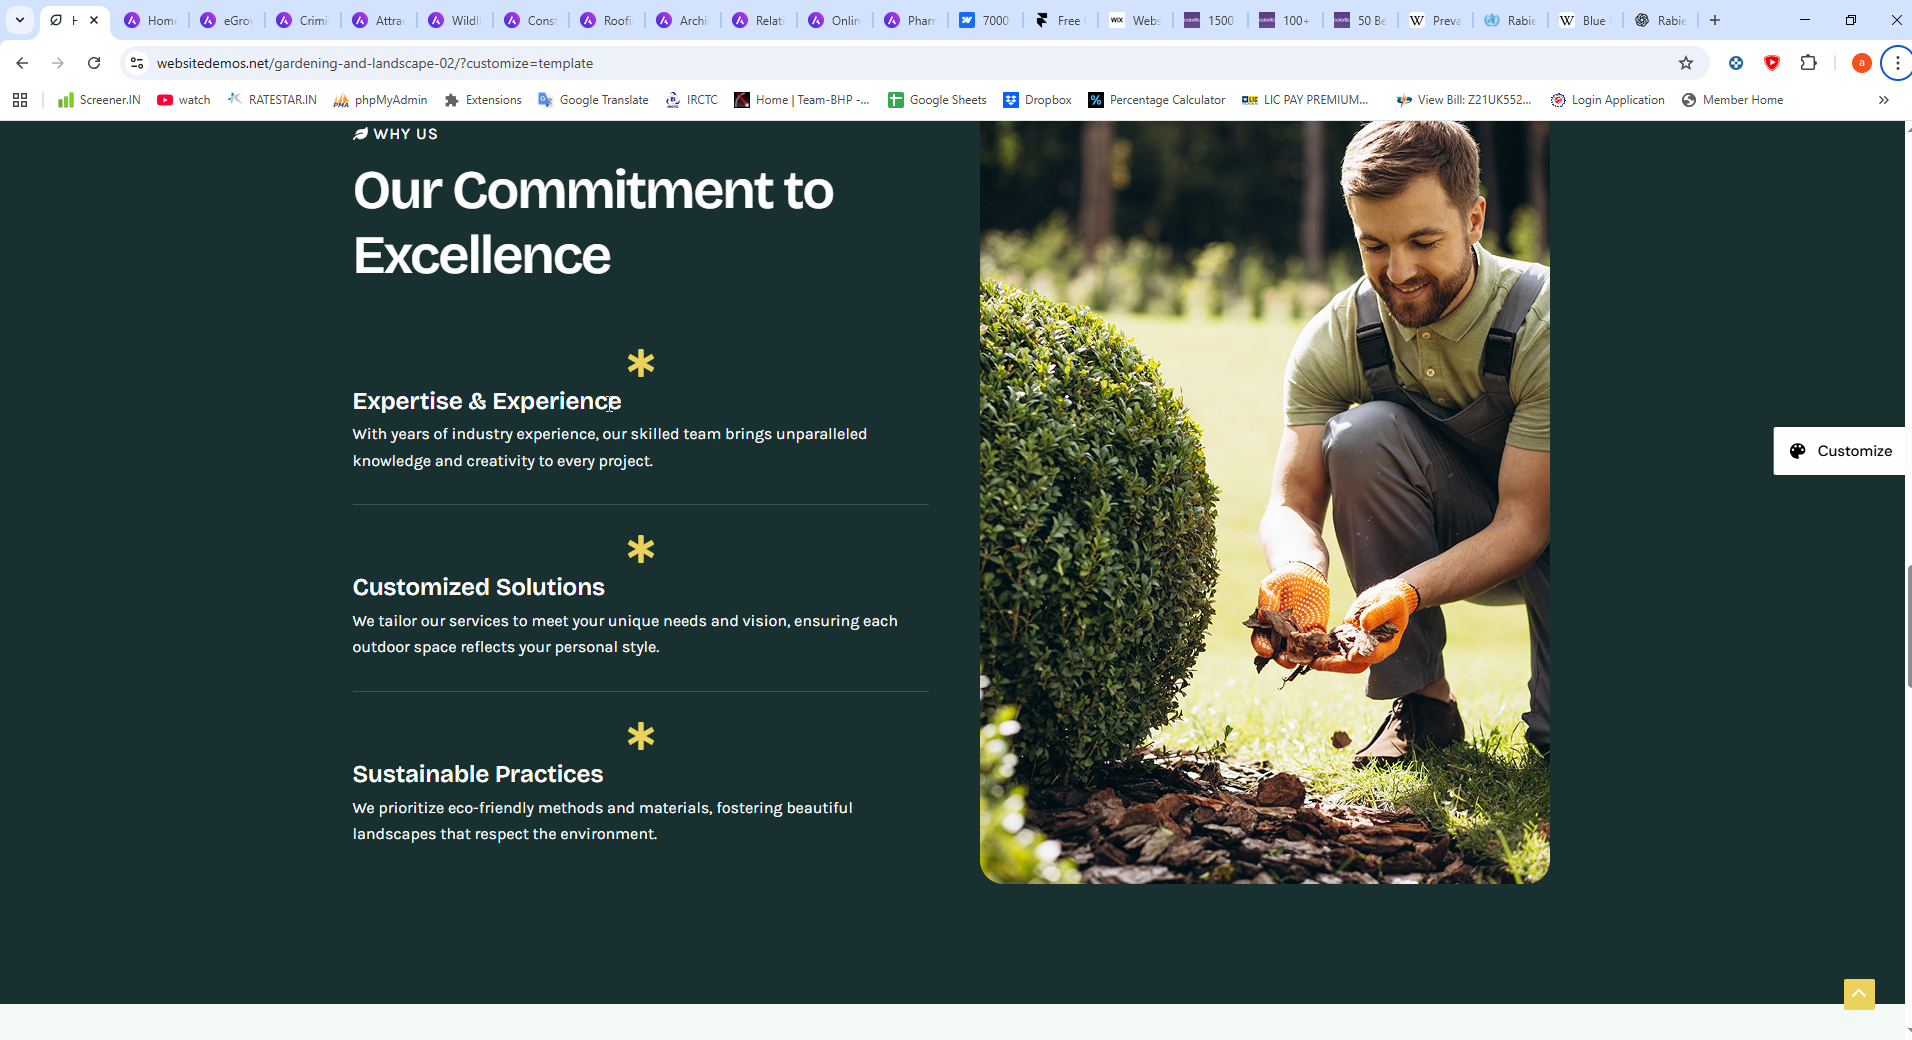 H
Home
eGrov
Crimi
Attrac
Wildli
Const
Roofi
Archi
Relati
Onlin
Pharr
7000
Free
Webs
1500
100+
50 Be
Preva
Rabie
Blue
Rabie
websitedemos.net/gardening-and-landscape-02/?customize=template
a
Screener.IN
watch
RATESTAR.IN
phpMyAdmin
Extensions
Google Translate
IRCTC
Home | Team-BHP -...
Google Sheets
Dropbox
Percentage Calculator
LIC PAY PREMIUM...
View Bill: Z21UK552...
Login Application
Member Home
WHY US
Our Commitment to
Excellence
Expertise & Experience
With years of industry experience, our skilled team brings unparalleled
knowledge and creativity to every project.
Customized Solutions
We tailor our services to meet your unique needs and vision, ensuring each
outdoor space reflects your personal style.
Sustainable Practices
We prioritize eco-friendly methods and materials, fostering beautiful
landscapes that respect the environment.
Customize